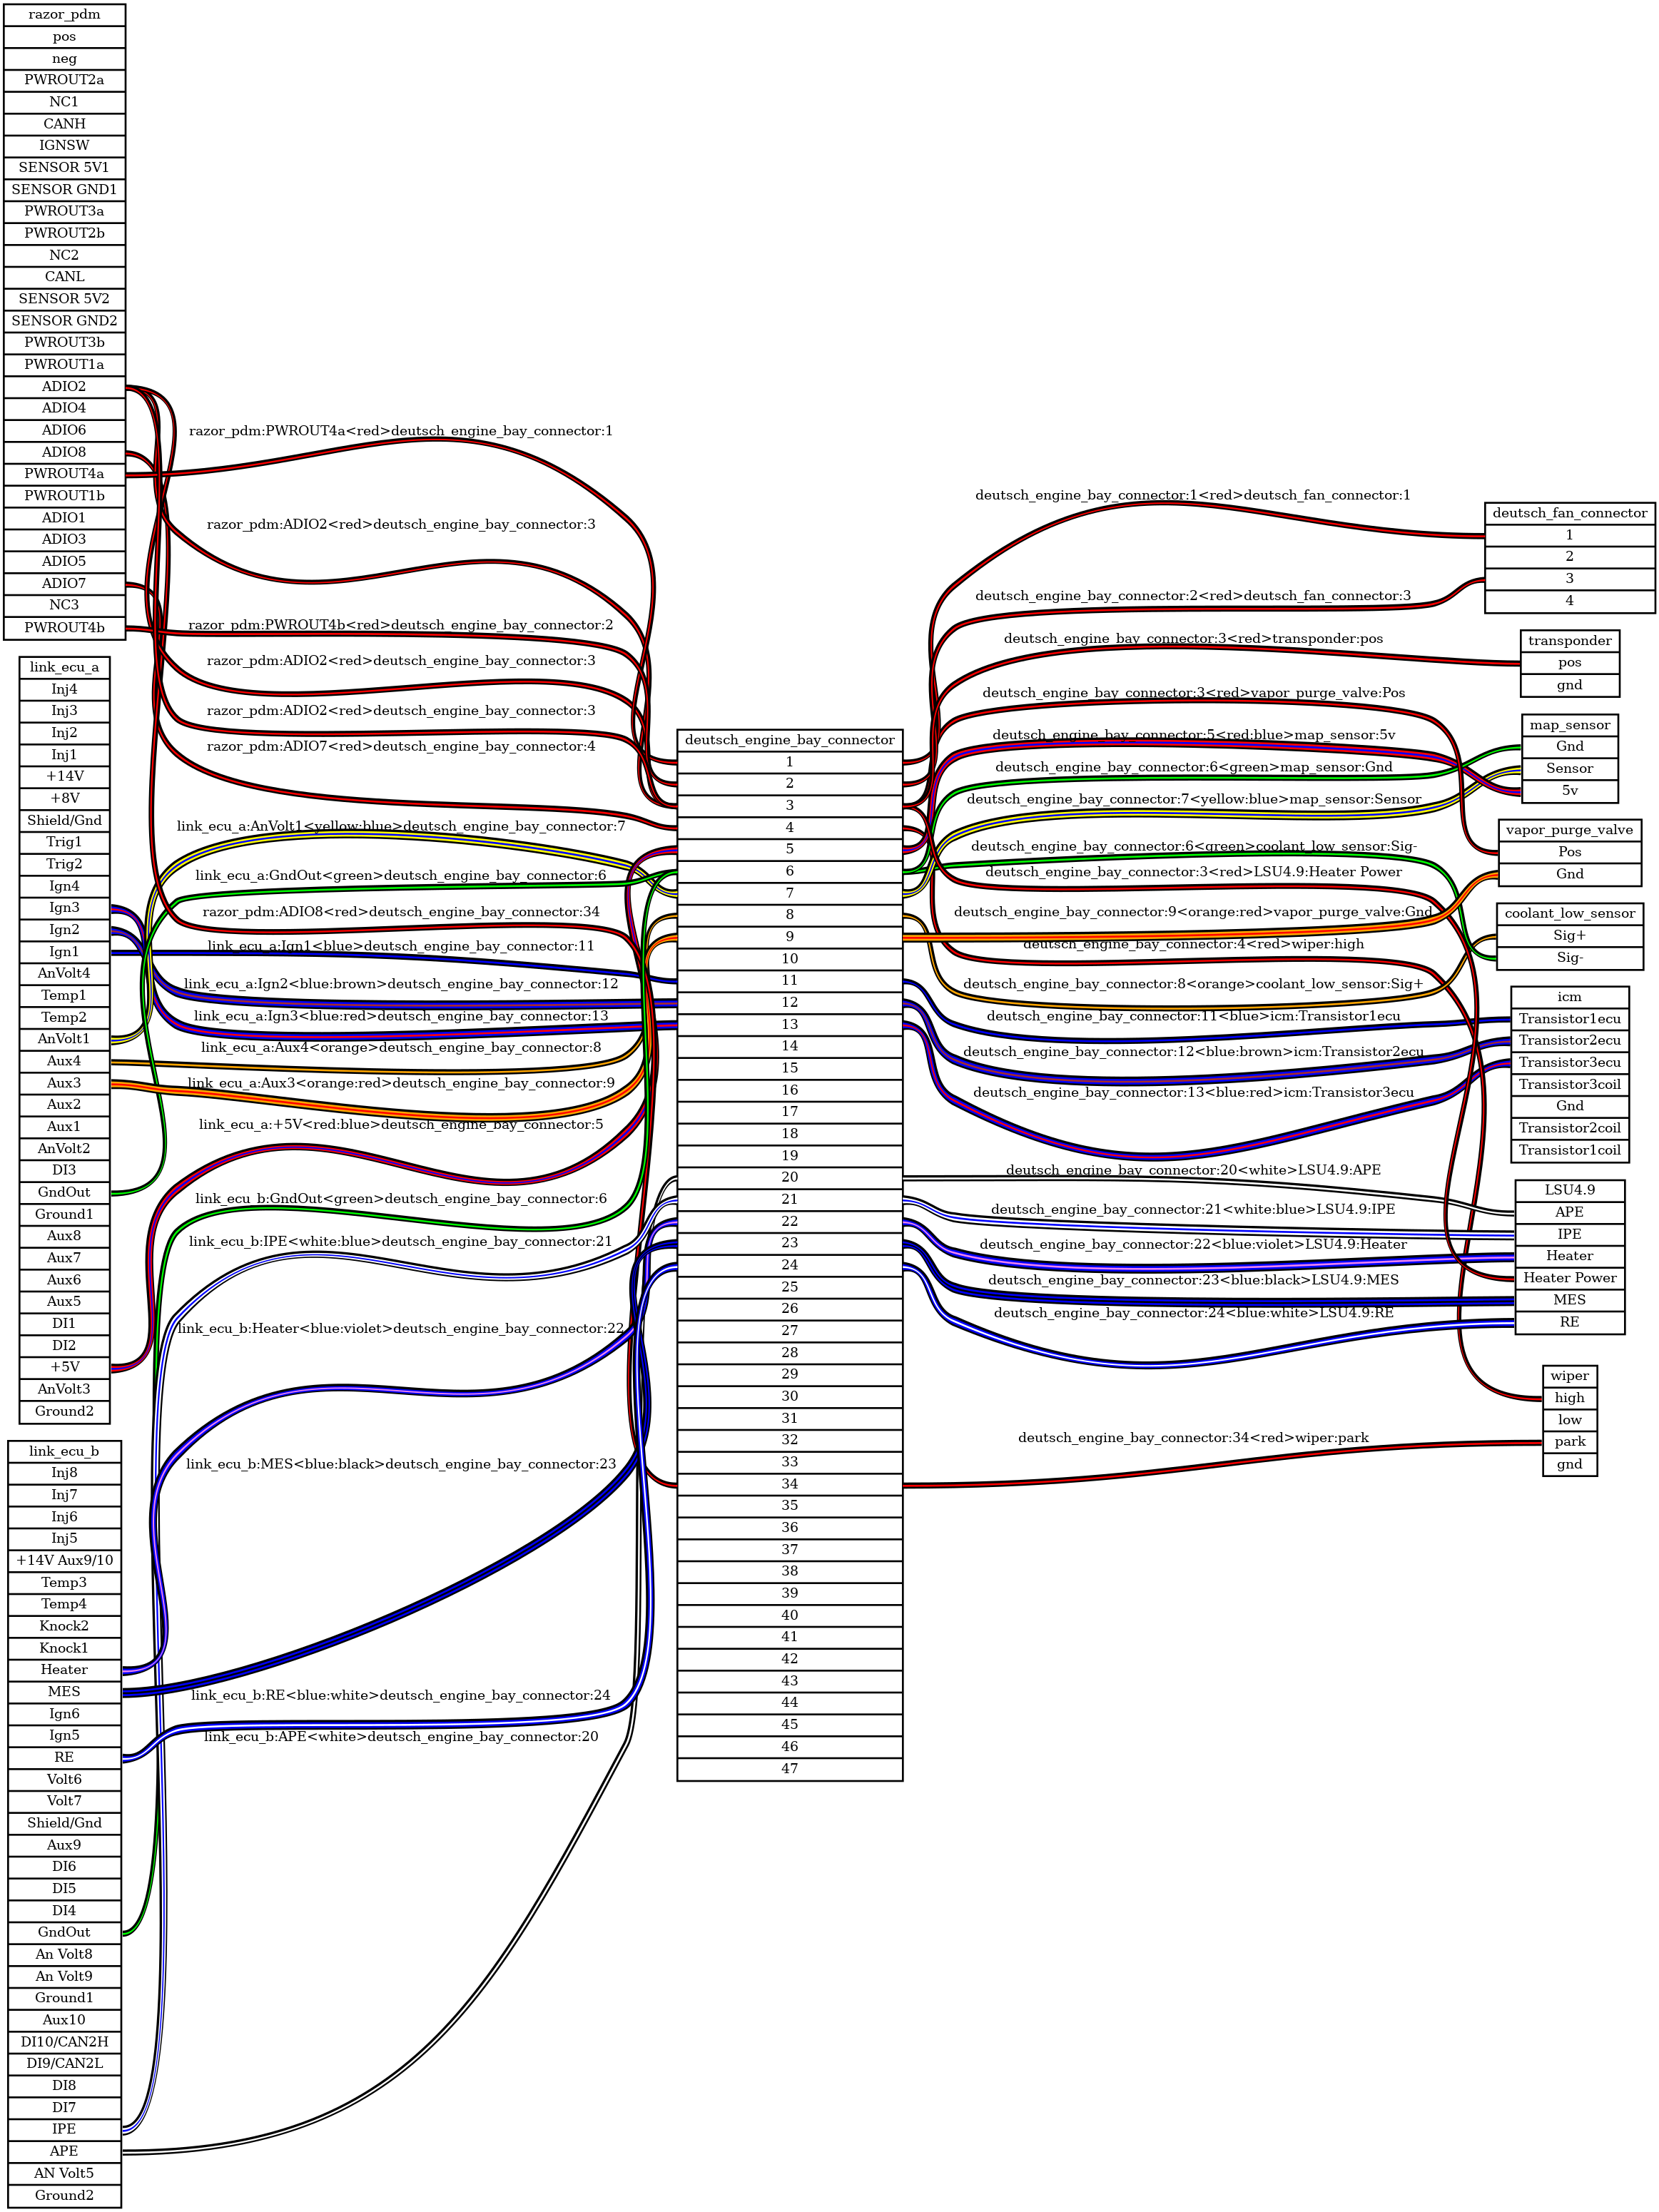 razor_pdm
pos
neg
PWROUT2a
NC1
CANH
IGNSW
SENSOR 5V1
SENSOR GND1
PWROUT3a
PWROUT2b
NC2
CANL
SENSOR 5V2
SENSOR GND2
PWROUT3b
PWROUT1a
ADIO2
ADIO4
ADIO6
ADIO8
PWROUT4a
PWROUT1b
ADIO1
ADIO3
ADIO5
ADIO7
NC3
PWROUT4b
link_ecu_a
Inj4
Inj3
Inj2
Inj1
+14V
+8V
Shield/Gnd
Trig1
Trig2
Ign4
Ign3
Ign2
Ign1
AnVolt4
Temp1
Temp2
AnVolt1
Aux4
Aux3
Aux2
Aux1
AnVolt2
DI3
GndOut
Ground1
Aux8
Aux7
Aux6
Aux5
DI1
DI2
+5V
AnVolt3
Ground2
link_ecu_b
Inj8
Inj7
Inj6
Inj5
+14V Aux9/10
Temp3
Temp4
Knock2
Knock1
Heater
MES
Ign6
Ign5
RE
Volt6
Volt7
Shield/Gnd
Aux9
DI6
DI5
DI4
GndOut
An Volt8
An Volt9
Ground1
Aux10
DI10/CAN2H
DI9/CAN2L
DI8
DI7
IPE
APE
AN Volt5
Ground2
razor_pdm:PWROUT4a<red>deutsch_engine_bay_connector:1
razor_pdm:ADIO2<red>deutsch_engine_bay_connector:3
razor_pdm:PWROUT4b<red>deutsch_engine_bay_connector:2
razor_pdm:ADIO2<red>deutsch_engine_bay_connector:3
razor_pdm:ADIO2<red>deutsch_engine_bay_connector:3
razor_pdm:ADIO7<red>deutsch_engine_bay_connector:4
link_ecu_a:AnVolt1<yellow:blue>deutsch_engine_bay_connector:7
link_ecu_a:GndOut<green>deutsch_engine_bay_connector:6
razor_pdm:ADIO8<red>deutsch_engine_bay_connector:34
link_ecu_a:Ign1<blue>deutsch_engine_bay_connector:11
link_ecu_a:Ign2<blue:brown>deutsch_engine_bay_connector:12
link_ecu_a:Ign3<blue:red>deutsch_engine_bay_connector:13
link_ecu_a:Aux4<orange>deutsch_engine_bay_connector:8
link_ecu_a:Aux3<orange:red>deutsch_engine_bay_connector:9
link_ecu_a:+5V<red:blue>deutsch_engine_bay_connector:5
link_ecu_b:GndOut<green>deutsch_engine_bay_connector:6
link_ecu_b:IPE<white:blue>deutsch_engine_bay_connector:21
link_ecu_b:Heater<blue:violet>deutsch_engine_bay_connector:22
link_ecu_b:MES<blue:black>deutsch_engine_bay_connector:23
link_ecu_b:RE<blue:white>deutsch_engine_bay_connector:24
link_ecu_b:APE<white>deutsch_engine_bay_connector:20
deutsch_engine_bay_connector
1
2
3
4
5
6
7
8
9
10
11
12
13
14
15
16
17
18
19
20
21
22
23
24
25
26
27
28
29
30
31
32
33
34
35
36
37
38
39
40
41
42
43
44
45
46
47
deutsch_engine_bay_connector:1<red>deutsch_fan_connector:1
deutsch_engine_bay_connector:2<red>deutsch_fan_connector:3
deutsch_engine_bay_connector:3<red>transponder:pos
deutsch_engine_bay_connector:3<red>vapor_purge_valve:Pos
deutsch_engine_bay_connector:5<red:blue>map_sensor:5v
deutsch_engine_bay_connector:6<green>map_sensor:Gnd
deutsch_engine_bay_connector:7<yellow:blue>map_sensor:Sensor
deutsch_engine_bay_connector:6<green>coolant_low_sensor:Sig-
deutsch_engine_bay_connector:3<red>LSU4.9:Heater Power
deutsch_engine_bay_connector:9<orange:red>vapor_purge_valve:Gnd
deutsch_engine_bay_connector:4<red>wiper:high
deutsch_engine_bay_connector:8<orange>coolant_low_sensor:Sig+
deutsch_engine_bay_connector:11<blue>icm:Transistor1ecu
deutsch_engine_bay_connector:12<blue:brown>icm:Transistor2ecu
deutsch_engine_bay_connector:13<blue:red>icm:Transistor3ecu
deutsch_engine_bay_connector:20<white>LSU4.9:APE
deutsch_engine_bay_connector:21<white:blue>LSU4.9:IPE
deutsch_engine_bay_connector:22<blue:violet>LSU4.9:Heater
deutsch_engine_bay_connector:23<blue:black>LSU4.9:MES
deutsch_engine_bay_connector:24<blue:white>LSU4.9:RE
deutsch_engine_bay_connector:34<red>wiper:park
deutsch_fan_connector
1
2
3
4
transponder
pos
gnd
map_sensor
Gnd
Sensor
5v
vapor_purge_valve
Pos
Gnd
coolant_low_sensor
Sig+
Sig-
icm
Transistor1ecu
Transistor2ecu
Transistor3ecu
Transistor3coil
Gnd
Transistor2coil
Transistor1coil
LSU4.9
APE
IPE
Heater
Heater Power
MES
RE
wiper
high
low
park
gnd